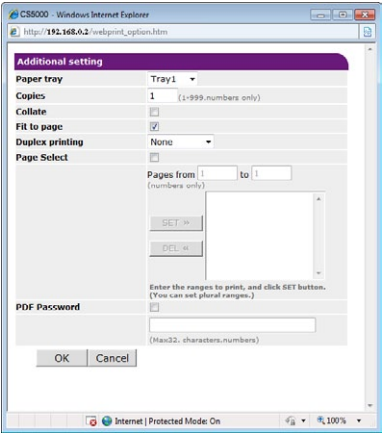 CS5000 - Windows Internet Explorer
http://192.168.0.2/webprint_option.htm
Additional setting
Paper tray Tray1
Copies 1 (1-999.numbers only)
Collate
Fit to page
Duplex printing None
Page Select
Pages from 1 to 1
(numbers only)
SET »
DEL «
Enter the ranges to print, and click SET button.
(You can set plural ranges.)
PDF Password
(Max32. characters.numbers)
OK Cancel
Internet | Protected Mode: On 100%